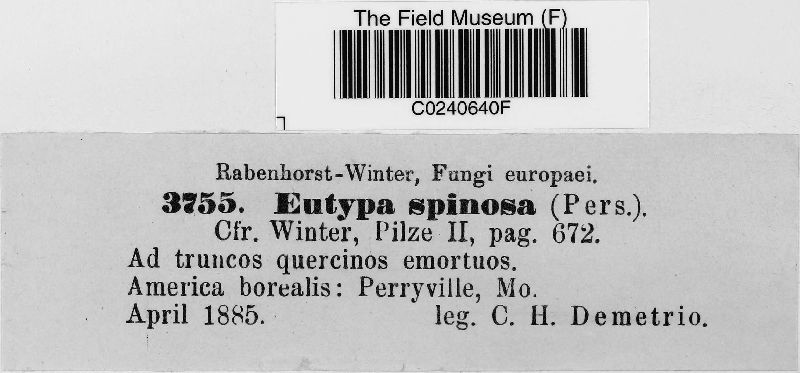 The Field Museum (F)
C0240640F
Rabenhorst-Winter, Fungi europaei.
3755. Eutypa spinosa (Pers.).
Cfr. Winter, Pilze II, pag. 672.
Ad truncos quercinos emortuos.
America borealis: Perryville, Mo.
April 1885. leg. C. H. Demetrio.